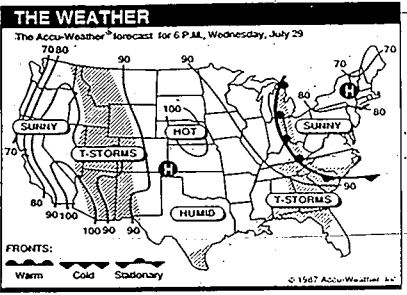 THE WEATHER
The Accu-Weather® forecast for 6 P.M., Wednesday, July 29
70 80
90
90
70
70
100
H
80
80
80
SUNNY
HOT
SUNNY
T-STORMS
70
H
90
80
90 100
100 90
90
HUMID
T-STORMS
FRONTS:
Warm Cold Stationary
© 1987 Accu-Weather, Inc.